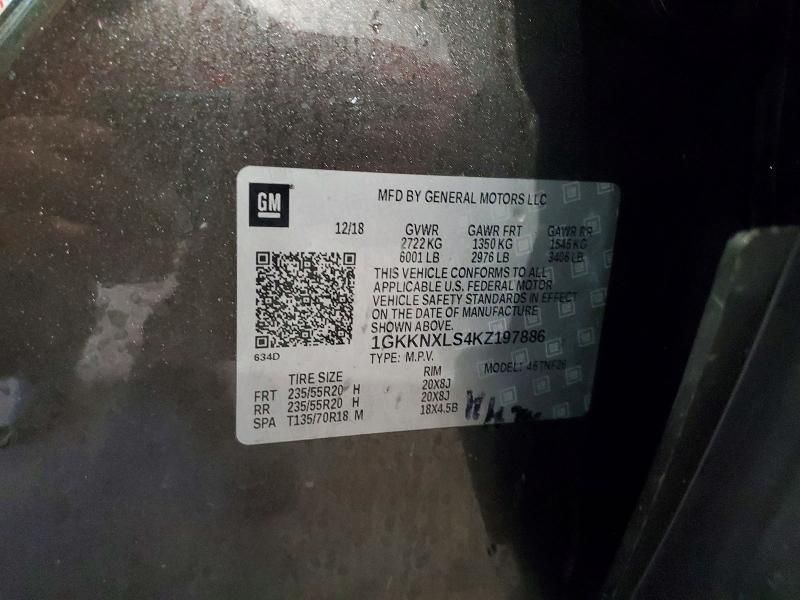 GM
MFD BY GENERAL MOTORS LLC
12/18 GVWR GAWR FRT GAWR RR
2722 KG 1350 KG 1545 KG
6001 LB 2976 LB 3406 LB
THIS VEHICLE CONFORMS TO ALL
APPLICABLE U.S. FEDERAL MOTOR
VEHICLE SAFETY STANDARDS IN EFFECT
ON THE DATE OF MANUFACTURE
SHOWN ABOVE.
634D
1GKKNXLS4KZ197886
TYPE: M.P.V. MODEL: 4STNF26
TIRE SIZE RIM
FRT 235/55R20 H 20X8J
RR 235/55R20 H 20X8J
SPA T135/70R18 M 18X4.5B